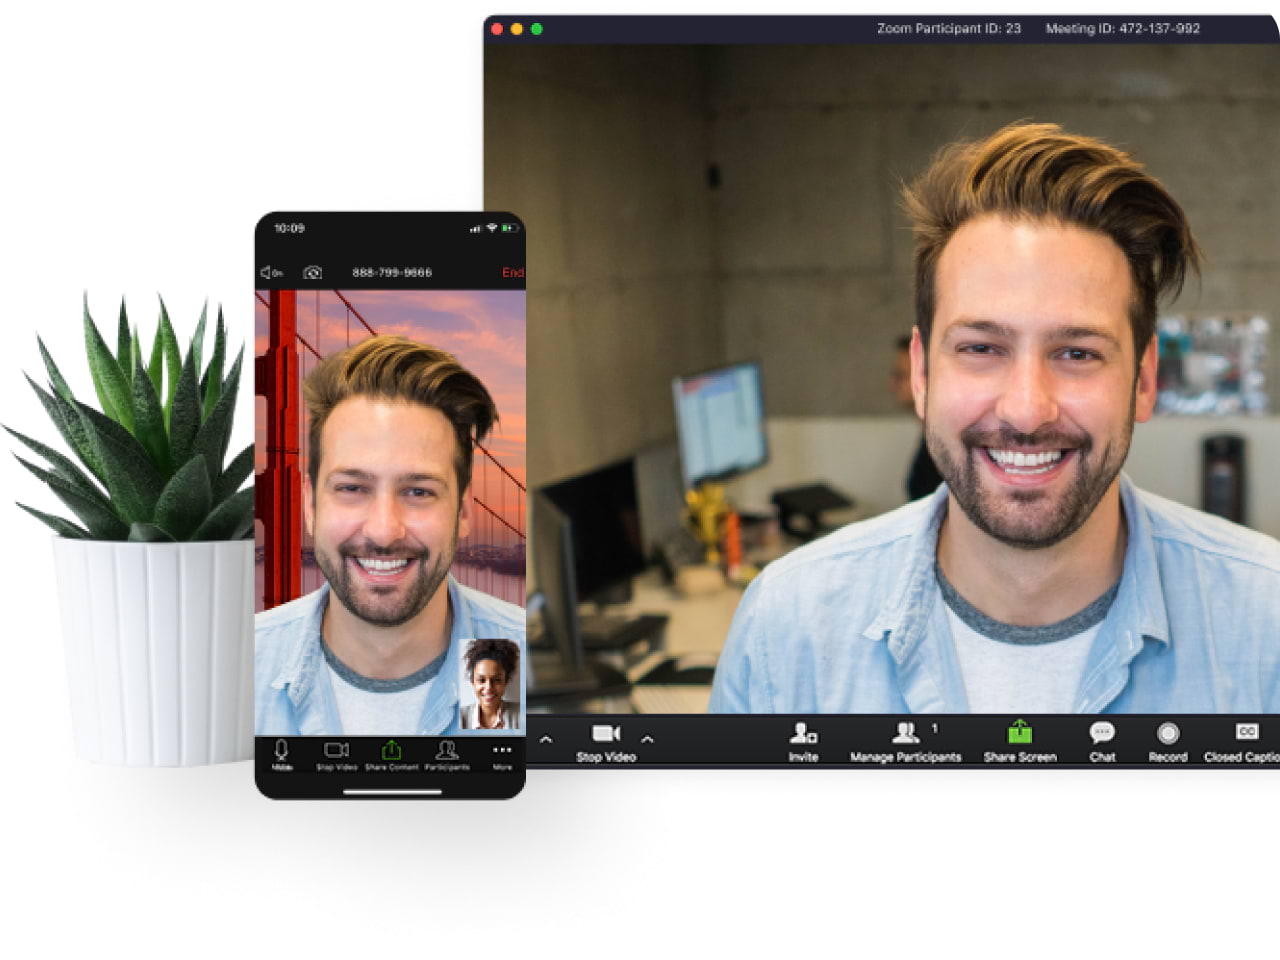 Zoom Participant ID: 23 Meeting ID: 472-137-992
10:09
888-799-9666 End
Stop Video Share Content Participants More
1
Stop Video Invite Manage Participants Share Screen Chat Record Closed Captio
CC